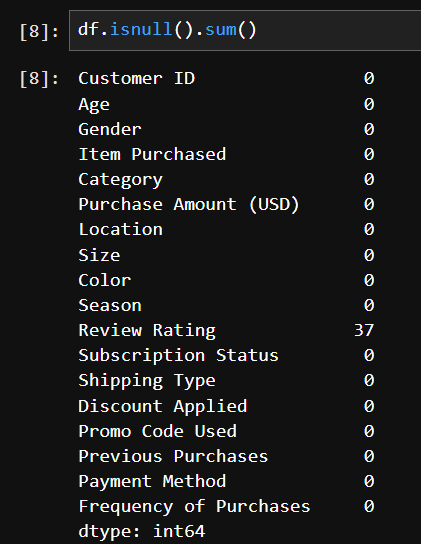 [8]: df.isnull().sum()
[8]: Customer ID 0
Age 0
Gender 0
Item Purchased 0
Category 0
Purchase Amount (USD) 0
Location 0
Size 0
Color 0
Season 0
Review Rating 37
Subscription Status 0
Shipping Type 0
Discount Applied 0
Promo Code Used 0
Previous Purchases 0
Payment Method 0
Frequency of Purchases 0
dtype: int64